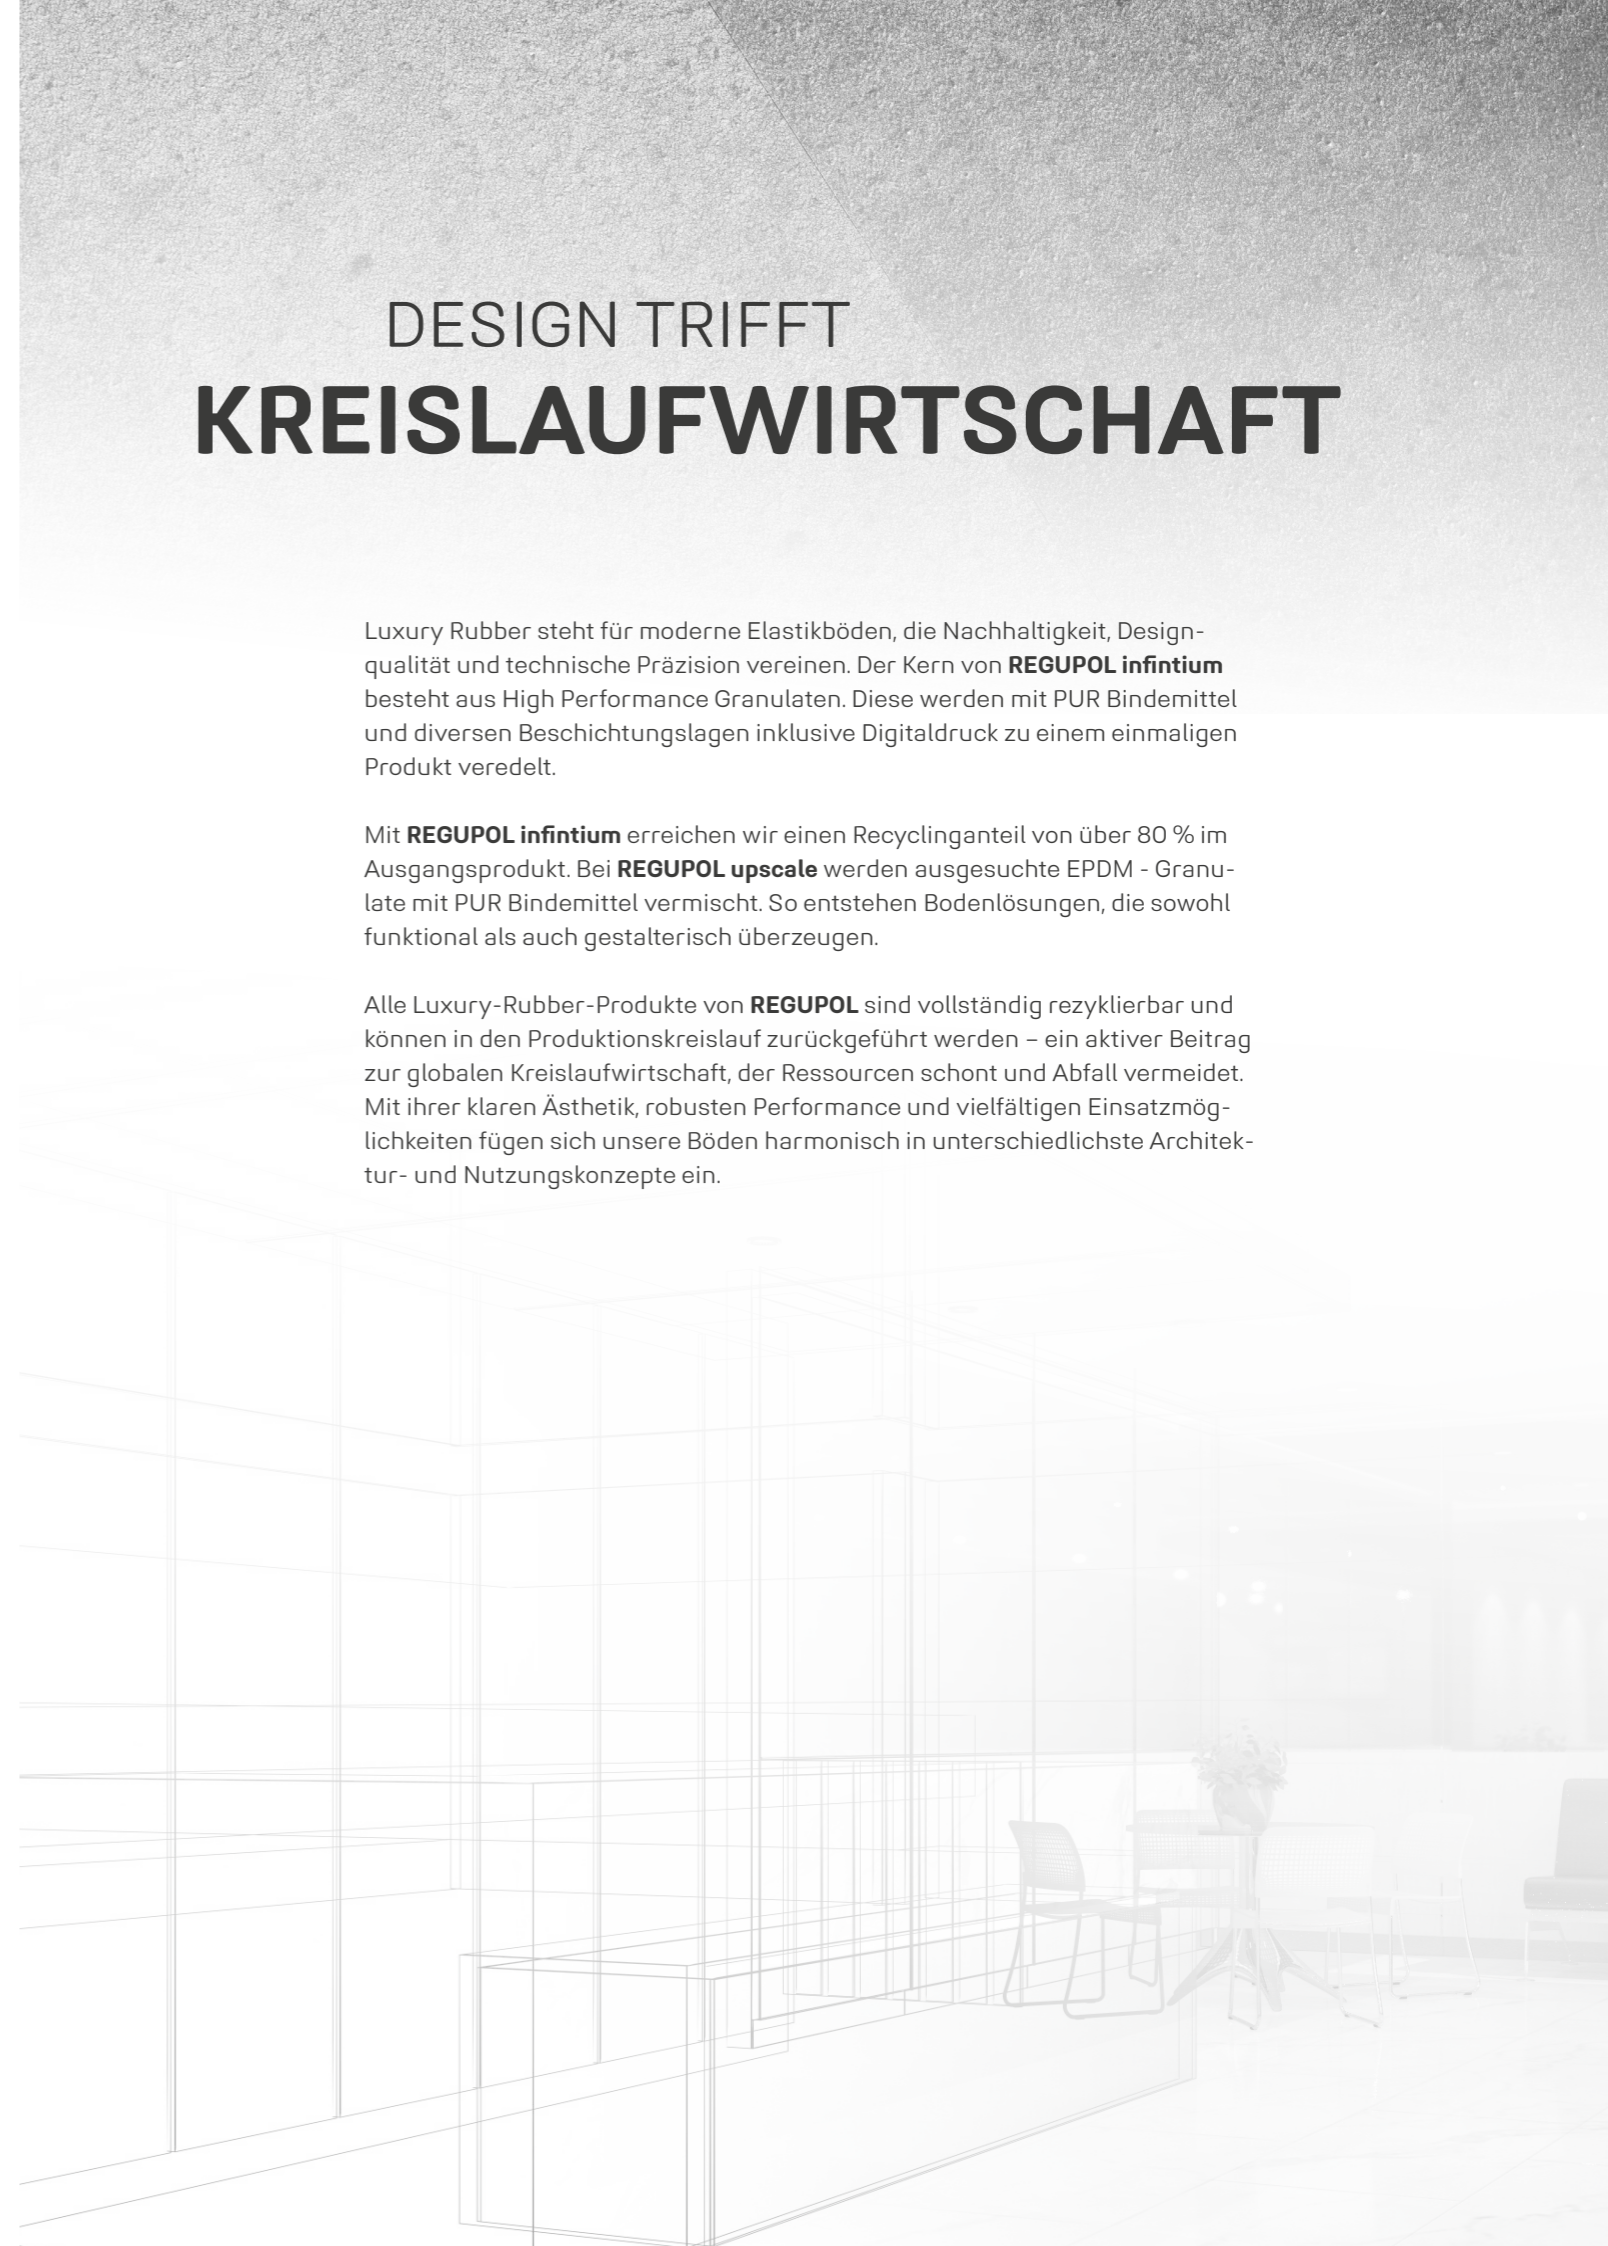 DESIGN TRIFFT
KREISLAUFWIRTSCHAFT
Luxury Rubber steht für moderne Elastikböden, die Nachhaltigkeit, Design-
qualität und technische Präzision vereinen. Der Kern von REGUPOL infintium
besteht aus High Performance Granulaten. Diese werden mit PUR Bindemittel
und diversen Beschichtungslagen inklusive Digitaldruck zu einem einmaligen
Produkt veredelt.
Mit REGUPOL infintium erreichen wir einen Recyclinganteil von über 80 % im
Ausgangsprodukt. Bei REGUPOL upscale werden ausgesuchte EPDM - Granu-
late mit PUR Bindemittel vermischt. So entstehen Bodenlösungen, die sowohl
funktional als auch gestalterisch überzeugen.
Alle Luxury-Rubber-Produkte von REGUPOL sind vollständig rezyklierbar und
können in den Produktionskreislauf zurückgeführt werden – ein aktiver Beitrag
zur globalen Kreislaufwirtschaft, der Ressourcen schont und Abfall vermeidet.
Mit ihrer klaren Ästhetik, robusten Performance und vielfältigen Einsatzmög-
lichkeiten fügen sich unsere Böden harmonisch in unterschiedlichste Architek-
tur- und Nutzungskonzepte ein.